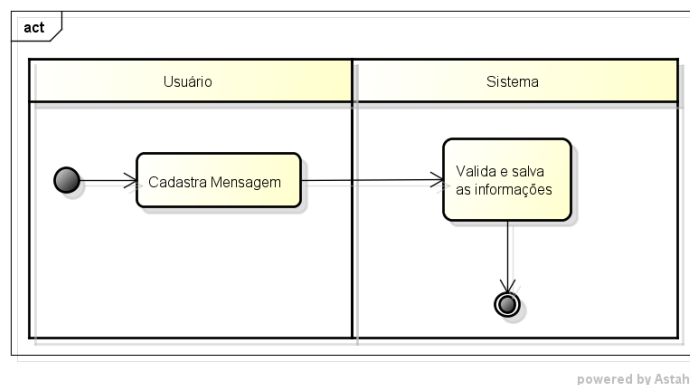 act
Usuário
Sistema
Cadastra Mensagem
Valida e salva
as informações
powered by Astah